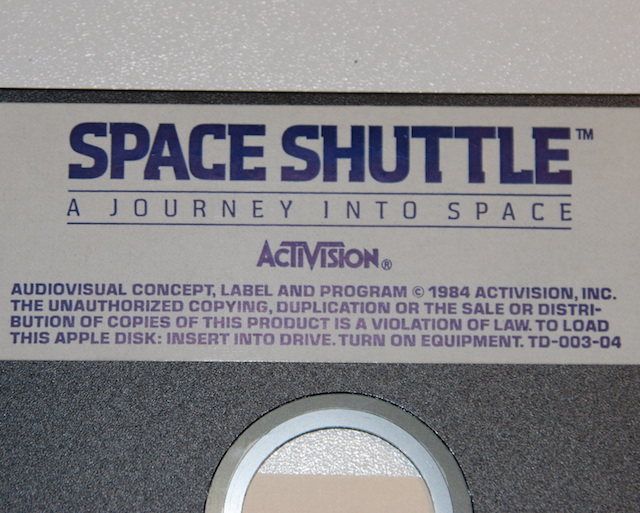 SPACE SHUTTLE™
A JOURNEY INTO SPACE
ACTIVISION®
AUDIOVISUAL CONCEPT, LABEL AND PROGRAM © 1984 ACTIVISION, INC.
THE UNAUTHORIZED COPYING, DUPLICATION OR THE SALE OR DISTRI-
BUTION OF COPIES OF THIS PRODUCT IS A VIOLATION OF LAW. TO LOAD
THIS APPLE DISK: INSERT INTO DRIVE. TURN ON EQUIPMENT. TD-003-04